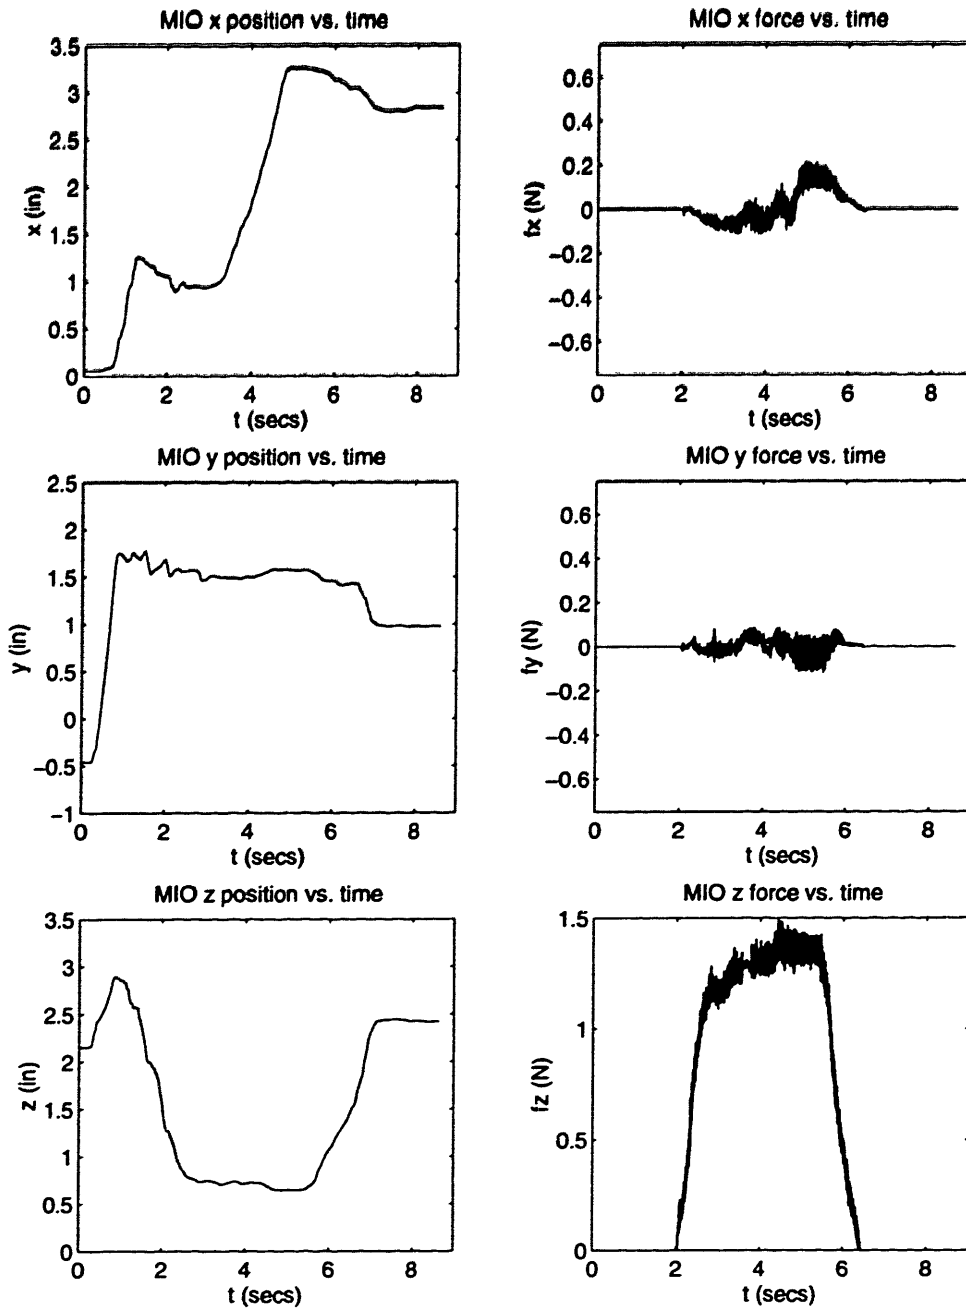 MIO x position vs. time
3.5
3
2.5
2
1.5
1
0.5
0
x (in)
0 2 4 6 8
t (secs)
MIO x force vs. time
0.6
0.4
0.2
0
−0.2
−0.4
−0.6
fx (N)
0 2 4 6 8
t (secs)
MIO y position vs. time
2.5
2
1.5
1
0.5
0
−0.5
−1
y (in)
0 2 4 6 8
t (secs)
MIO y force vs. time
0.6
0.4
0.2
0
−0.2
−0.4
−0.6
fy (N)
0 2 4 6 8
t (secs)
MIO z position vs. time
3.5
3
2.5
2
1.5
1
0.5
0
z (in)
0 2 4 6 8
t (secs)
MIO z force vs. time
1.5
1
0.5
0
fz (N)
0 2 4 6 8
t (secs)